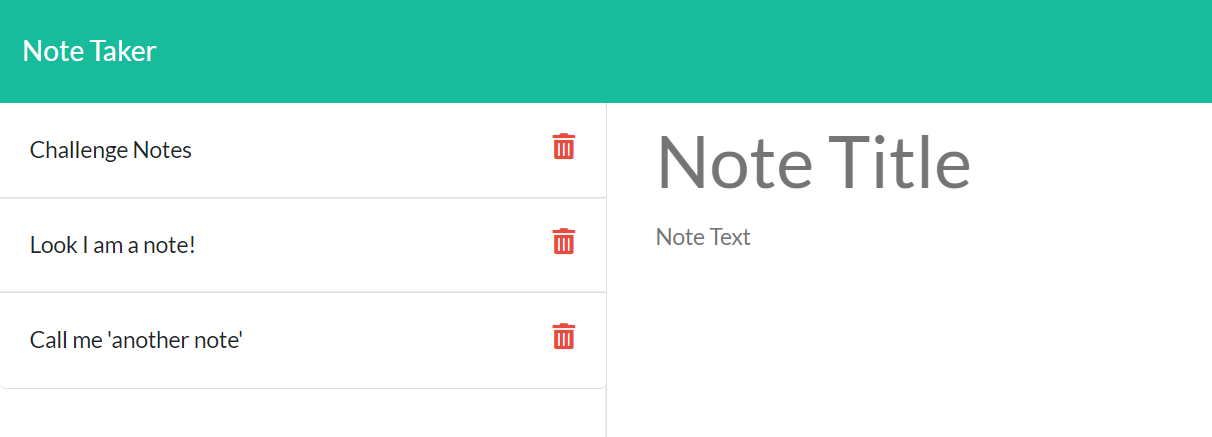 Note Taker
Challenge Notes
Look I am a note!
Call me 'another note'
Note Title
Note Text